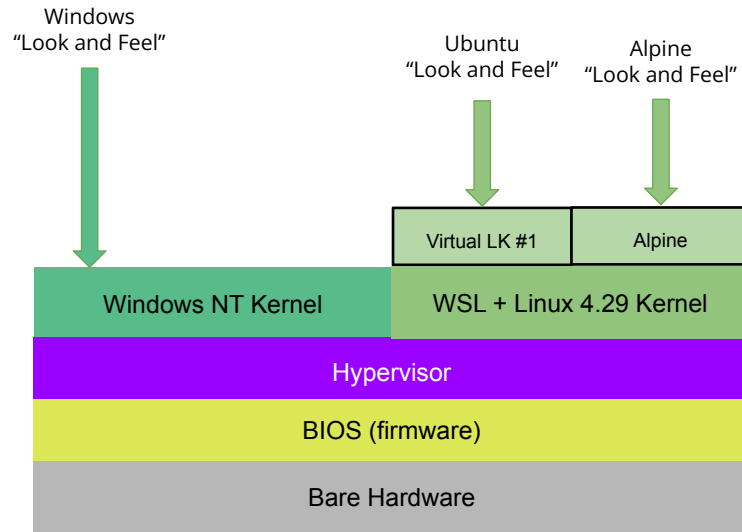 Windows
“Look and Feel”
Ubuntu
“Look and Feel”
Alpine
“Look and Feel”
Virtual LK #1
Alpine
Windows NT Kernel
WSL + Linux 4.29 Kernel
Hypervisor
BIOS (firmware)
Bare Hardware